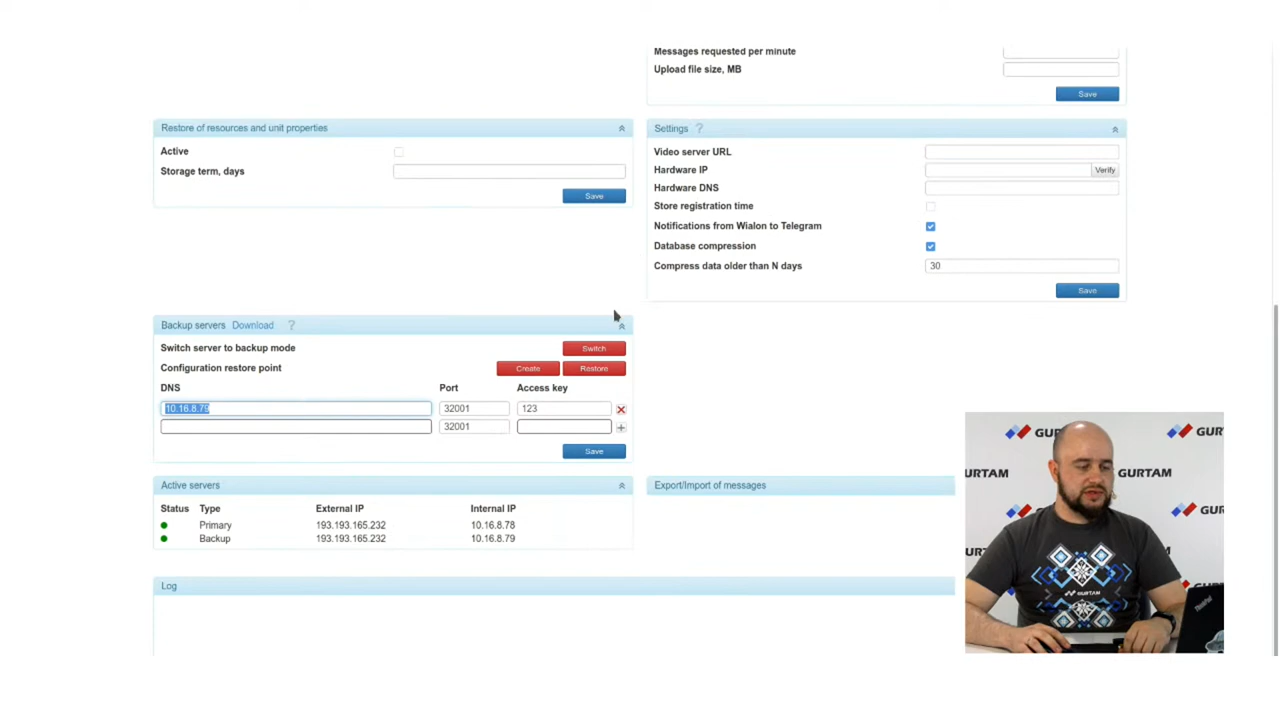 Messages requested per minute
Upload file size, MB
Save
Restore of resources and unit properties
Active
Storage term, days
Save
Settings ?
Video server URL
Hardware IP Verify
Hardware DNS
Store registration time
Notifications from Wialon to Telegram
Database compression
Compress data older than N days 30
Save
Backup servers Download ?
Switch server to backup mode Switch
Configuration restore point Create Restore
DNS Port Access key
10.16.8.79 32001 123
32001
Save
Active servers
Status Type External IP Internal IP
Primary 193.193.165.232 10.16.8.78
Backup 193.193.165.232 10.16.8.79
Export/Import of messages
Log
GURTAM
GURTAM
GURTAM
ThinkPad